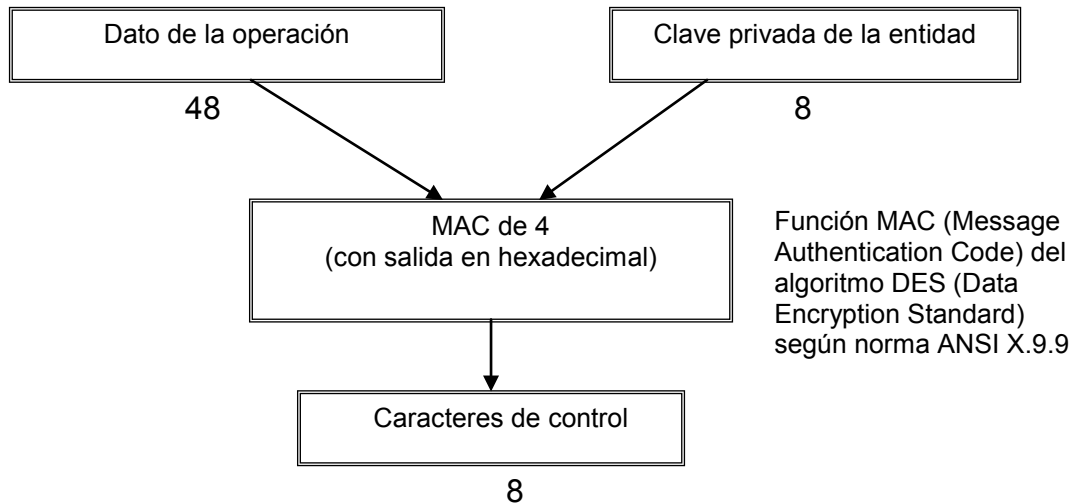 Dato de la operación
Clave privada de la entidad
48
8
MAC de 4
(con salida en hexadecimal)
Función MAC (Message
Authentication Code) del
algoritmo DES (Data
Encryption Standard)
según norma ANSI X.9.9
Caracteres de control
8